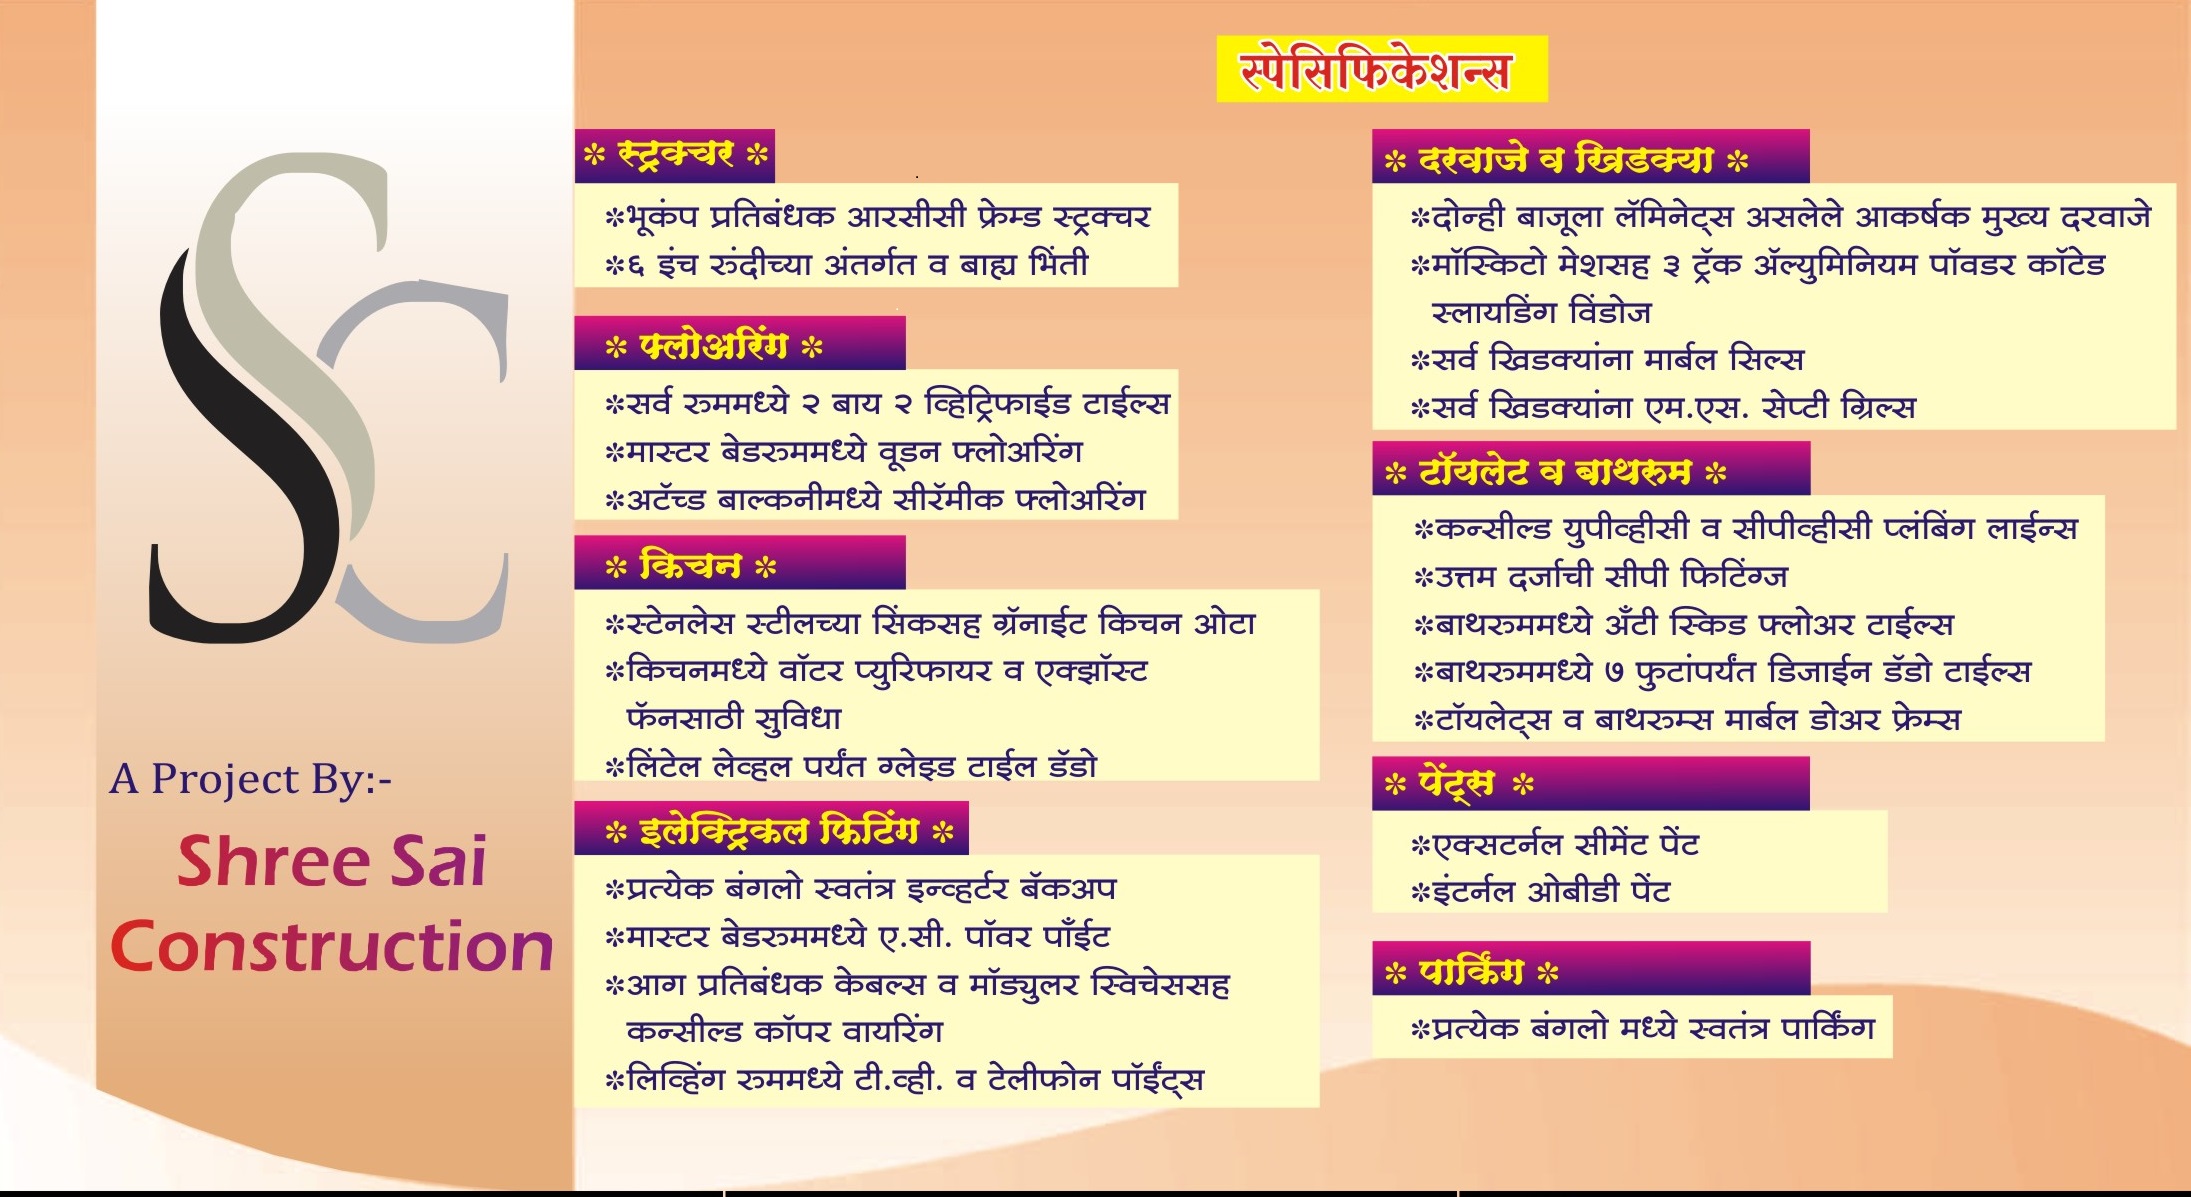 स्पेसिफिकेशन्स
SC
A Project By:-
Shree Sai
Construction
* स्ट्रक्चर *
*भूकंप प्रतिबंधक आरसीसी फ्रेम्ड स्ट्रक्चर
*६ इंच रुंदीच्या अंतर्गत व बाह्य भिंती
* फ्लोअरिंग *
*सर्व रुममध्ये २ बाय २ व्हिट्रिफाईड टाईल्स
*मास्टर बेडरुममध्ये वूडन फ्लोअरिंग
*अटॅच्ड बाल्कनीमध्ये सीरॅमीक फ्लोअरिंग
* किचन *
*स्टेनलेस स्टीलच्या सिंकसह ग्रॅनाईट किचन ओटा
*किचनमध्ये वॉटर प्युरिफायर व एक्झॉस्ट
फॅनसाठी सुविधा
*लिंटेल लेव्हल पर्यंत ग्लेझ्ड टाईल डॅडो
* इलेक्ट्रिकल फिटिंग *
*प्रत्येक बंगलो स्वतंत्र इन्व्हर्टर बॅकअप
*मास्टर बेडरुममध्ये ए.सी. पॉवर पाँईट
*आग प्रतिबंधक केबल्स व मॉड्युलर स्विचेससह
कन्सील्ड कॉपर वायरिंग
*लिव्हिंग रुममध्ये टी.व्ही. व टेलीफोन पॉईंट्स
* दरवाजे व खिडक्या *
*दोन्ही बाजूला लॅमिनेट्स असलेले आकर्षक मुख्य दरवाजे
*मॉस्किटो मेशसह ३ ट्रॅक ॲल्युमिनियम पॉवडर कॉटेड
स्लायडिंग विंडोज
*सर्व खिडक्यांना मार्बल सिल्स
*सर्व खिडक्यांना एम.एस. सेप्टी ग्रिल्स
* टॉयलेट व बाथरुम *
*कन्सील्ड युपीव्हीसी व सीपीव्हीसी प्लंबिंग लाईन्स
*उत्तम दर्जाची सीपी फिटिंग्ज
*बाथरुममध्ये अँटी स्किड फ्लोअर टाईल्स
*बाथरुममध्ये ७ फुटांपर्यंत डिजाईन डॅडो टाईल्स
*टॉयलेट्स व बाथरुम्स मार्बल डोअर फ्रेम्स
* पेंट्स *
*एक्सटर्नल सीमेंट पेंट
*इंटर्नल ओबीडी पेंट
* पार्किंग *
*प्रत्येक बंगलो मध्ये स्वतंत्र पार्किंग